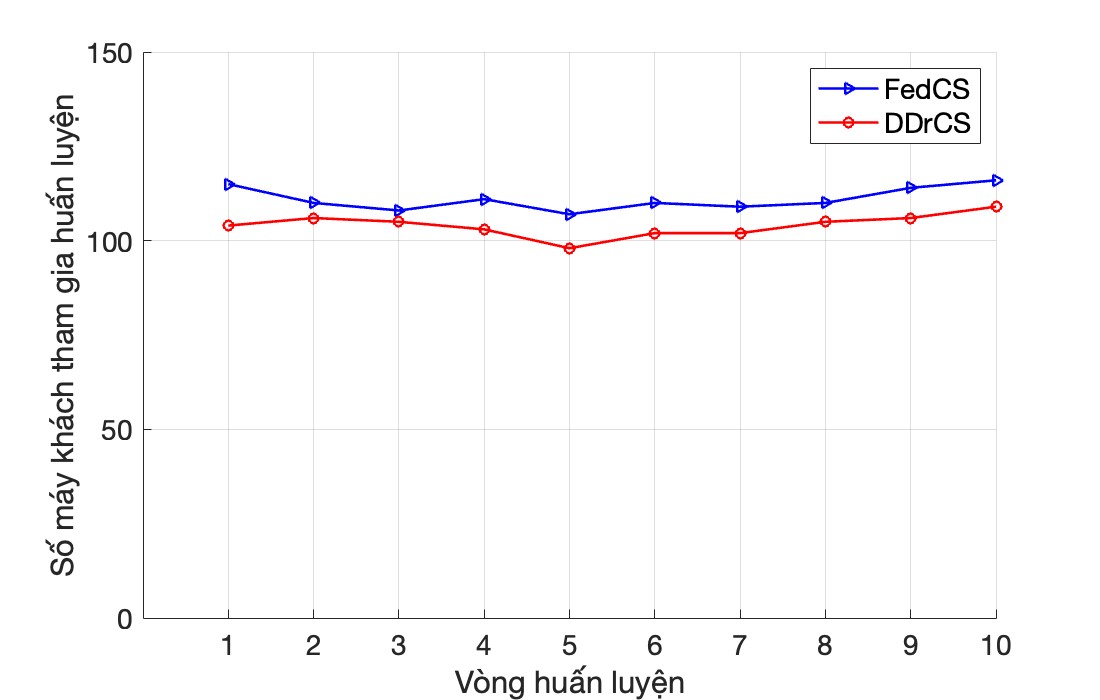 150
100
50
0
Số máy khách tham gia huấn luyện
FedCS
DDrCS
1 2 3 4 5 6 7 8 9 10
Vòng huấn luyện